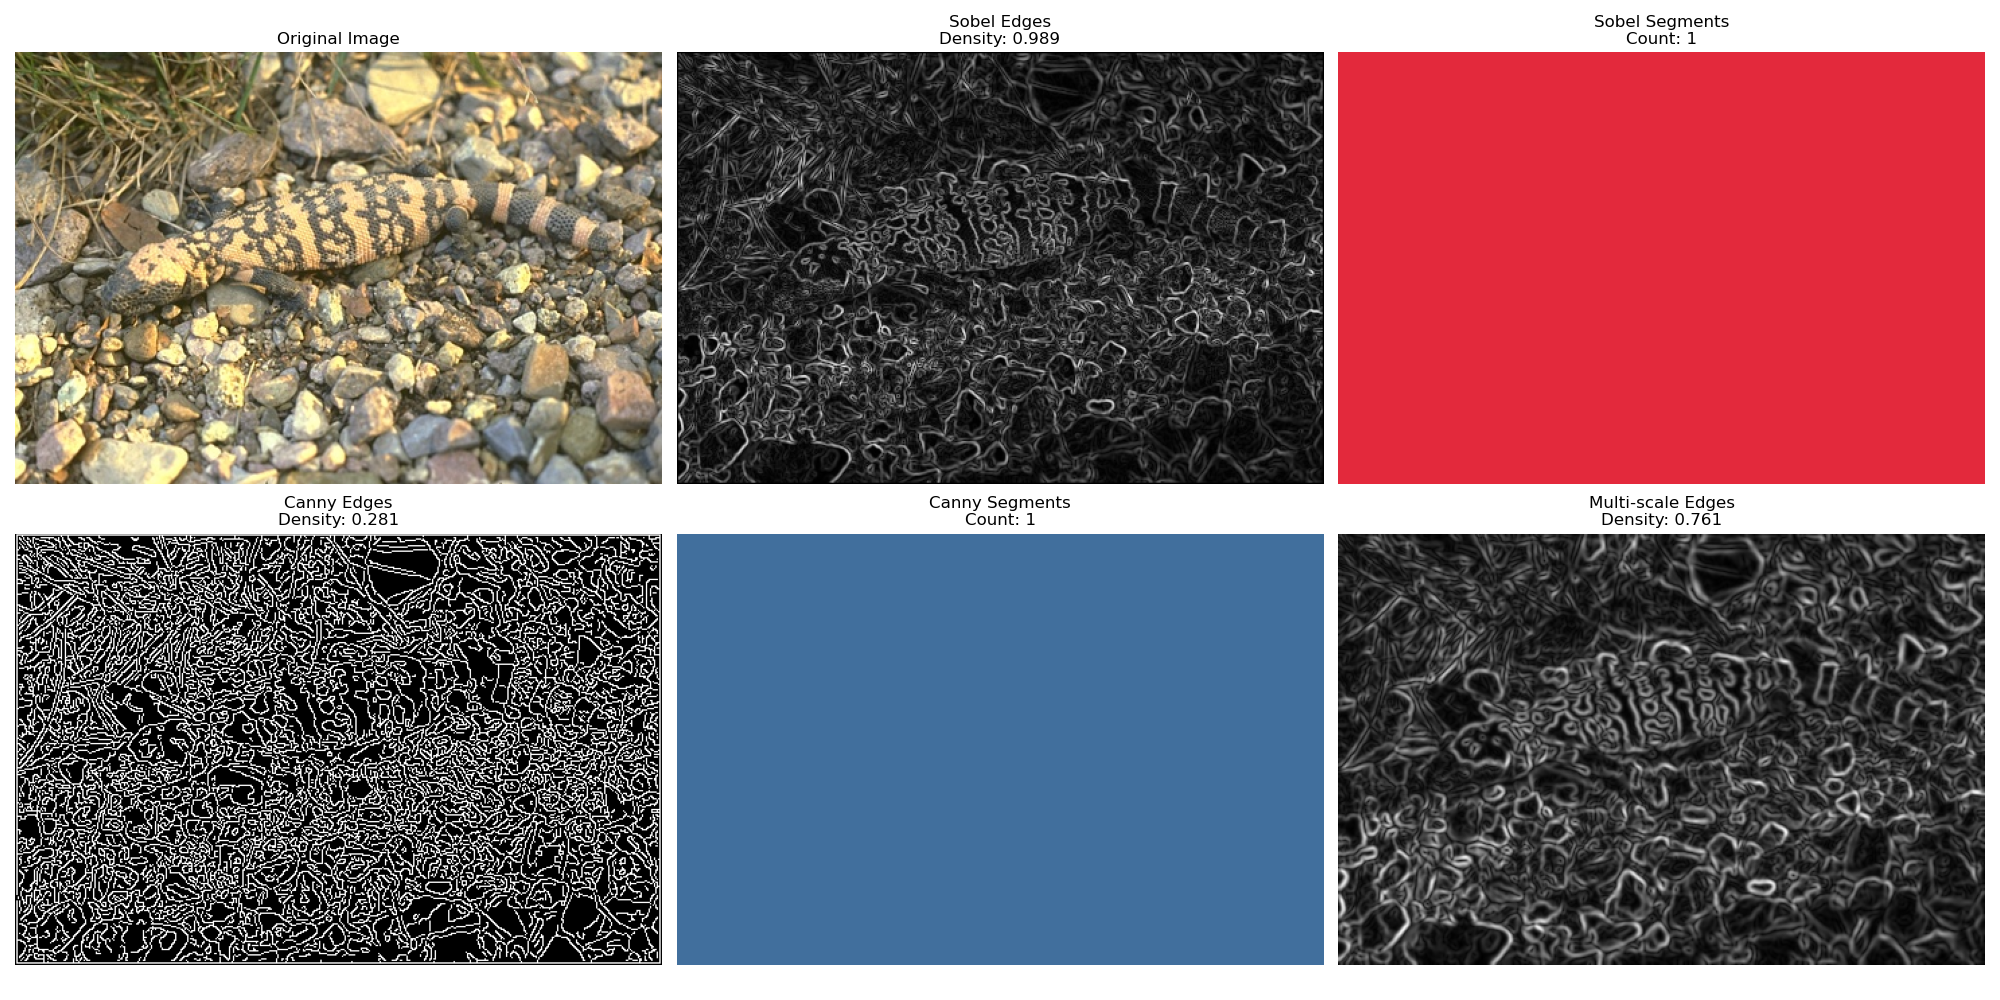 Original Image
Sobel Edges
Density: 0.989
Sobel Segments
Count: 1
Canny Edges
Density: 0.281
Canny Segments
Count: 1
Multi-scale Edges
Density: 0.761